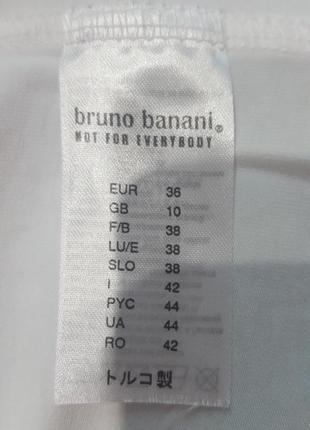 bruno banani®
NOT FOR EVERYBODY
EUR 36
GB 10
F/B 38
LU/E 38
SLO 38
I 42
РУС 44
UA 44
RO 42
トルコ製